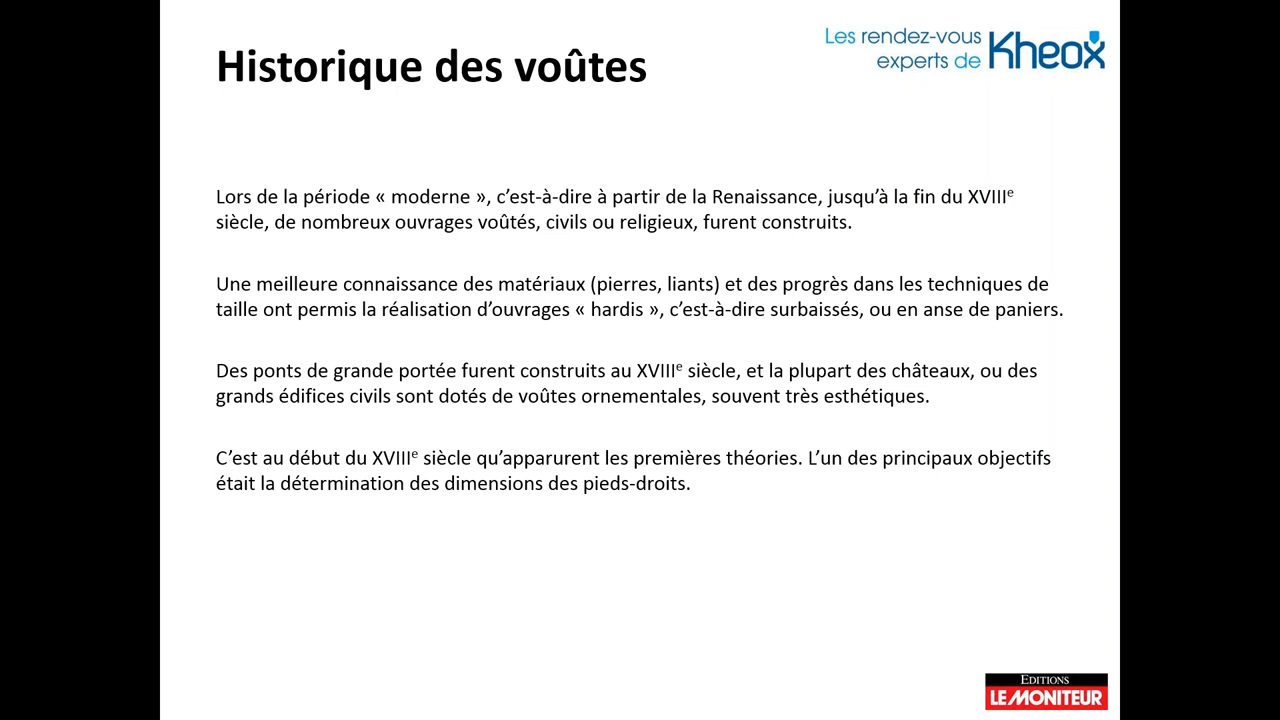 Historique des voûtes
Les rendez-vous
experts de Kheox
Lors de la période « moderne », c’est-à-dire à partir de la Renaissance, jusqu’à la fin du XVIIIe
siècle, de nombreux ouvrages voûtés, civils ou religieux, furent construits.
Une meilleure connaissance des matériaux (pierres, liants) et des progrès dans les techniques de
taille ont permis la réalisation d’ouvrages « hardis », c’est-à-dire surbaissés, ou en anse de paniers.
Des ponts de grande portée furent construits au XVIIIe siècle, et la plupart des châteaux, ou des
grands édifices civils sont dotés de voûtes ornementales, souvent très esthétiques.
C’est au début du XVIIIe siècle qu’apparurent les premières théories. L’un des principaux objectifs
était la détermination des dimensions des pieds-droits.
EDITIONS
LE MONITEUR